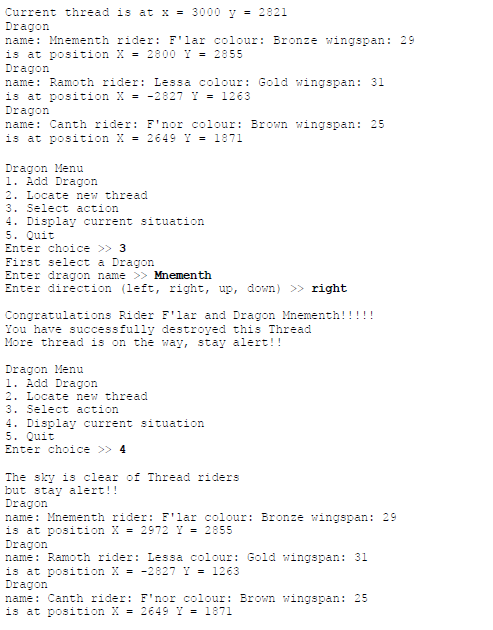 Current thread is at x = 3000 y = 2821
Dragon
name: Mnementh rider: F'lar colour: Bronze wingspan: 29
is at position X = 2800 Y = 2855
Dragon
name: Ramoth rider: Lessa colour: Gold wingspan: 31
is at position X = -2827 Y = 1263
Dragon
name: Canth rider: F'nor colour: Brown wingspan: 25
is at position X = 2649 Y = 1871
Dragon Menu
1. Add Dragon
2. Locate new thread
3. Select action
4. Display current situation
5. Quit
Enter choice >> 3
First select a Dragon
Enter dragon name >> Mnementh
Enter direction (left, right, up, down) >> right
Congratulations Rider F'lar and Dragon Mnementh!!!!!
You have successfully destroyed this Thread
More thread is on the way, stay alert!!
Dragon Menu
1. Add Dragon
2. Locate new thread
3. Select action
4. Display current situation
5. Quit
Enter choice >> 4
The sky is clear of Thread riders
but stay alert!!
Dragon
name: Mnementh rider: F'lar colour: Bronze wingspan: 29
is at position X = 2972 Y = 2855
Dragon
name: Ramoth rider: Lessa colour: Gold wingspan: 31
is at position X = -2827 Y = 1263
Dragon
name: Canth rider: F'nor colour: Brown wingspan: 25
is at position X = 2649 Y = 1871